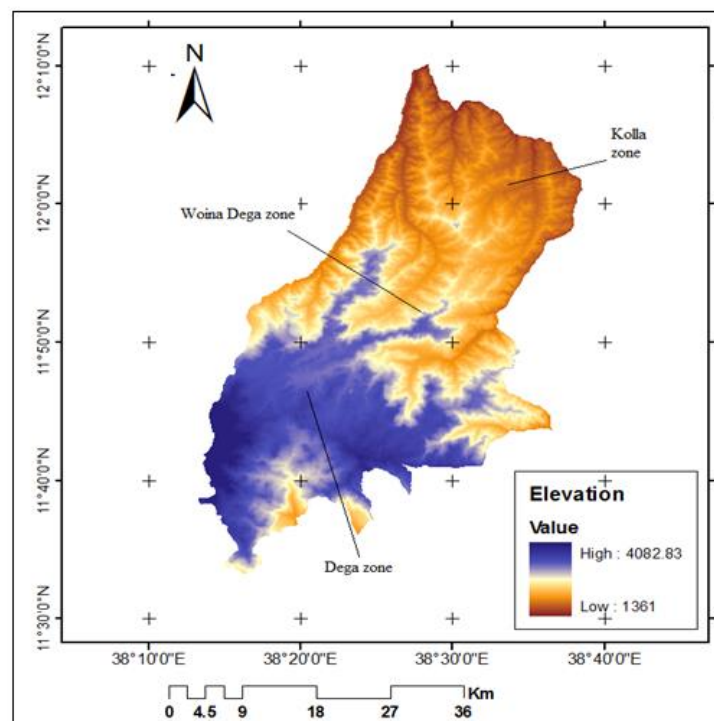 N
Kolla
zone
Woina Dega zone
Dega zone
12°10'0"N
12°0'0"N
11°50'0"N
11°40'0"N
11°30'0"N
38°10'0"E 38°20'0"E 38°30'0"E 38°40'0"E
Elevation
Value
High : 4082.83
Low : 1361
Km
0 4.5 9 18 27 36